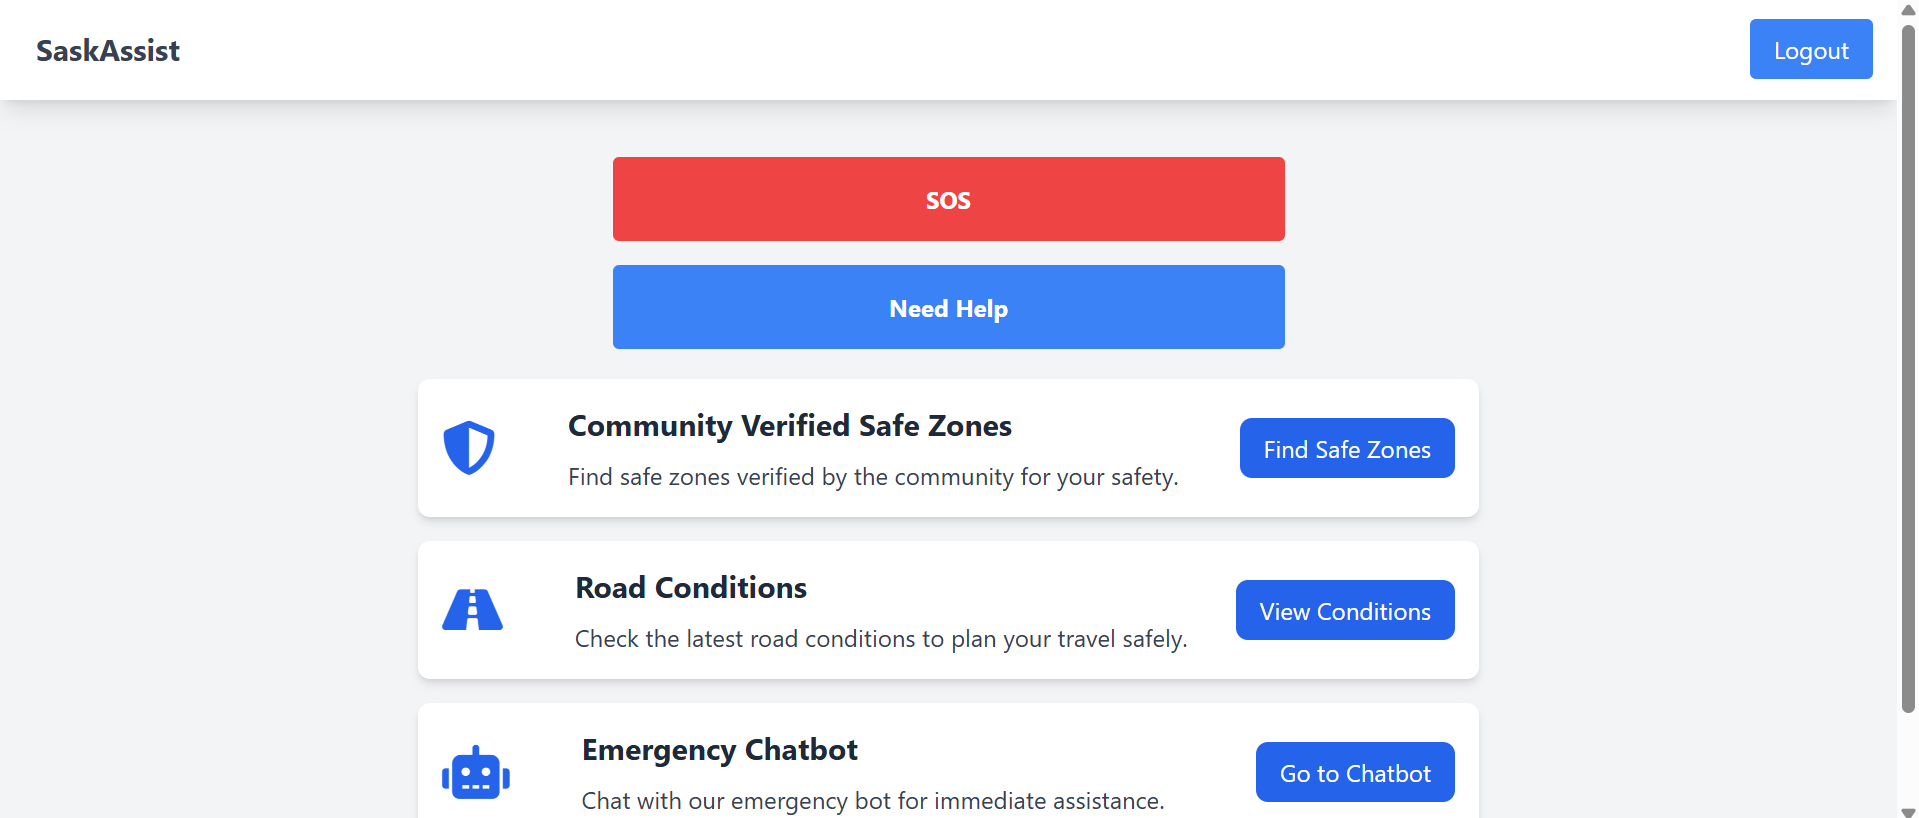 SaskAssist
Logout
SOS
Need Help
Community Verified Safe Zones
Find safe zones verified by the community for your safety.
Find Safe Zones
Road Conditions
Check the latest road conditions to plan your travel safely.
View Conditions
Emergency Chatbot
Chat with our emergency bot for immediate assistance.
Go to Chatbot